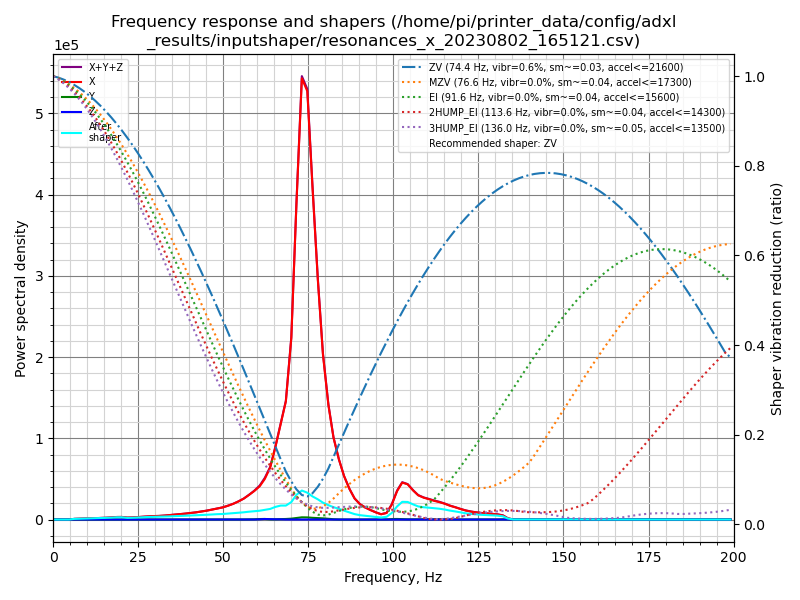 Frequency response and shapers (/home/pi/printer_data/config/adxl
_results/inputshaper/resonances_x_20230802_165121.csv)
1e5
X+Y+Z
X
Y
Z
After
shaper
ZV (74.4 Hz, vibr=0.6%, sm~=0.03, accel<=21600)
MZV (76.6 Hz, vibr=0.0%, sm~=0.04, accel<=17300)
EI (91.6 Hz, vibr=0.0%, sm~=0.04, accel<=15600)
2HUMP_EI (113.6 Hz, vibr=0.0%, sm~=0.04, accel<=14300)
3HUMP_EI (136.0 Hz, vibr=0.0%, sm~=0.05, accel<=13500)
Recommended shaper: ZV
Power spectral density
5
4
3
2
1
0
1.0
0.8
0.6
0.4
0.2
0.0
Shaper vibration reduction (ratio)
0 25 50 75 100 125 150 175 200
Frequency, Hz